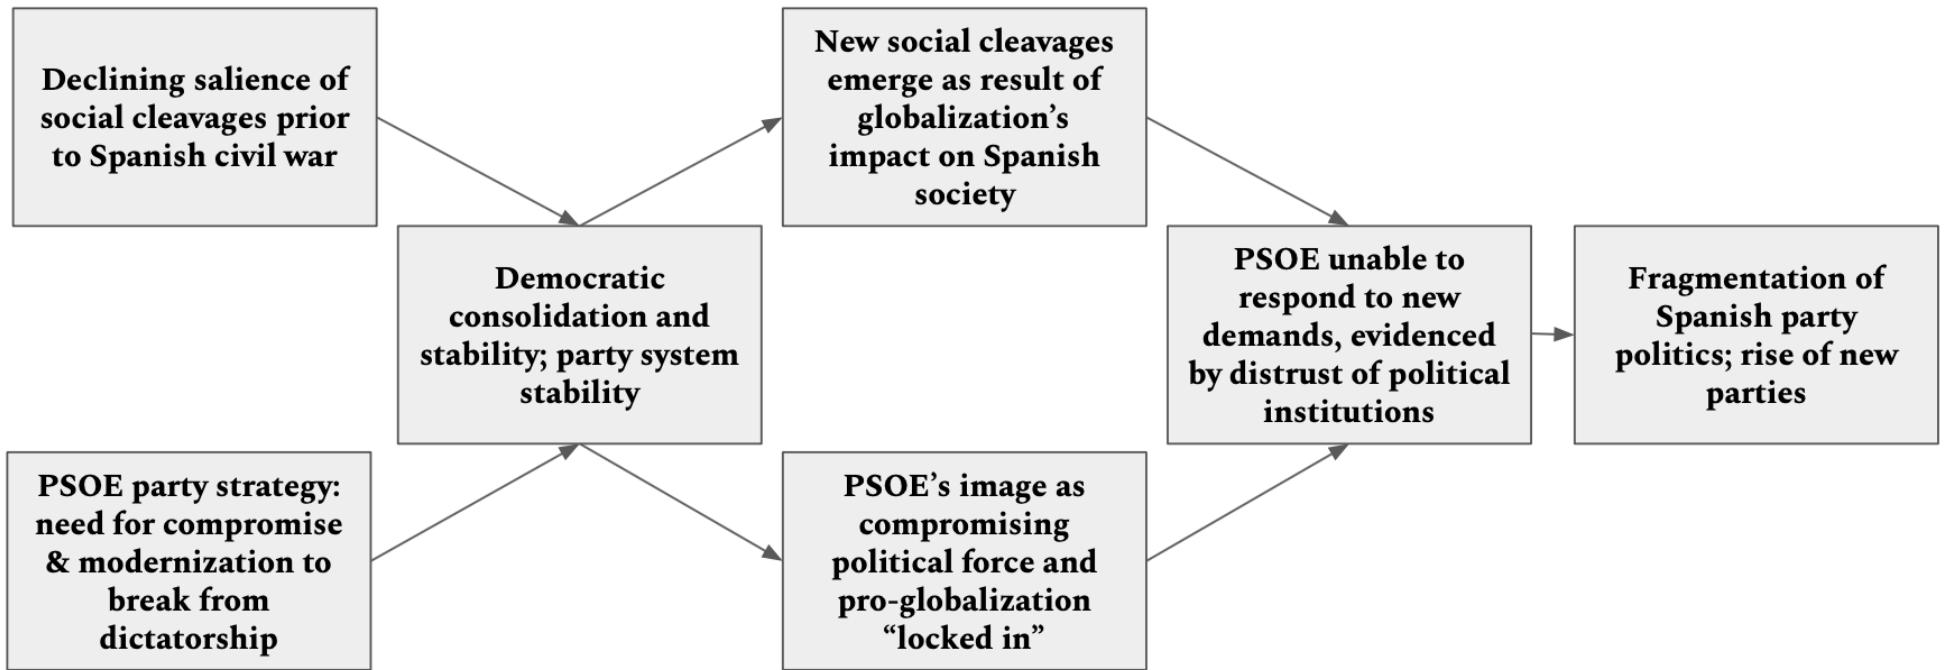 Declining salience of
social cleavages prior
to Spanish civil war
PSOE party strategy:
need for compromise
& modernization to
break from
dictatorship
Democratic
consolidation and
stability; party system
stability
New social cleavages
emerge as result of
globalization’s
impact on Spanish
society
PSOE’s image as
compromising
political force and
pro-globalization
“locked in”
PSOE unable to
respond to new
demands, evidenced
by distrust of political
institutions
Fragmentation of
Spanish party
politics; rise of new
parties